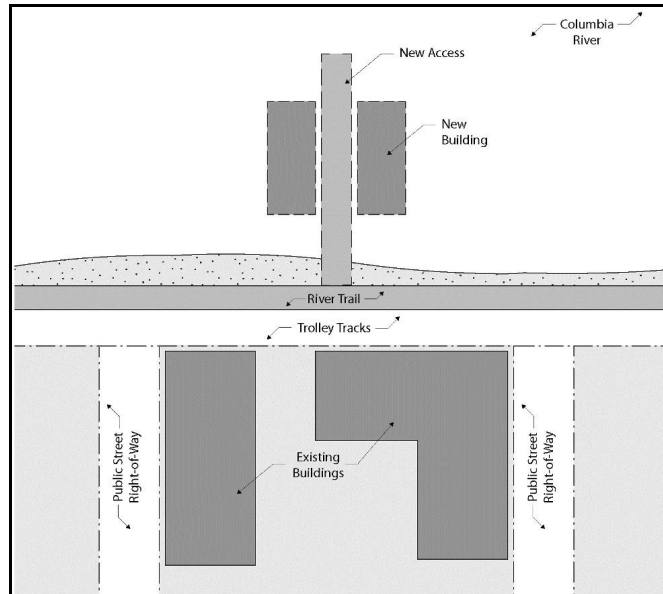 Columbia
River
New Access
New
Building
River Trail
Trolley Tracks
Public Street
Right-of-Way
Existing
Buildings
Public Street
Right-of-Way